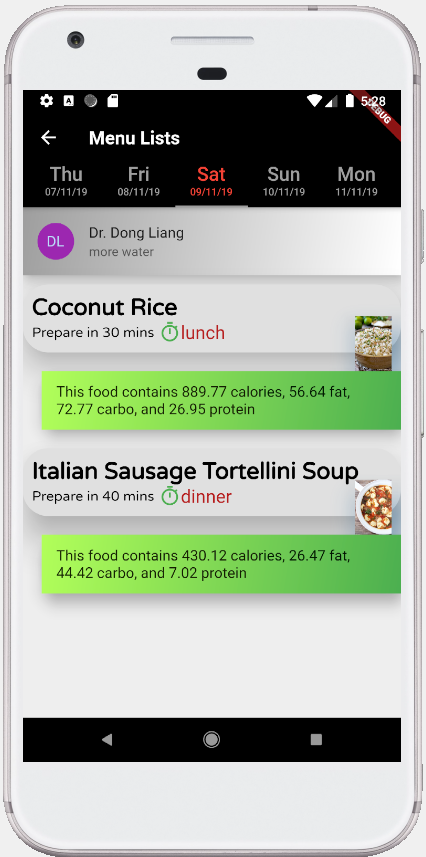 5:28
DEBUG
Menu Lists
Thu Fri Sat Sun Mon
07/11/19 08/11/19 09/11/19 10/11/19 11/11/19
DL
Dr. Dong Liang
more water
Coconut Rice
Prepare in 30 mins lunch
This food contains 889.77 calories, 56.64 fat,
72.77 carbo, and 26.95 protein
Italian Sausage Tortellini Soup
Prepare in 40 mins dinner
This food contains 430.12 calories, 26.47 fat,
44.42 carbo, and 7.02 protein